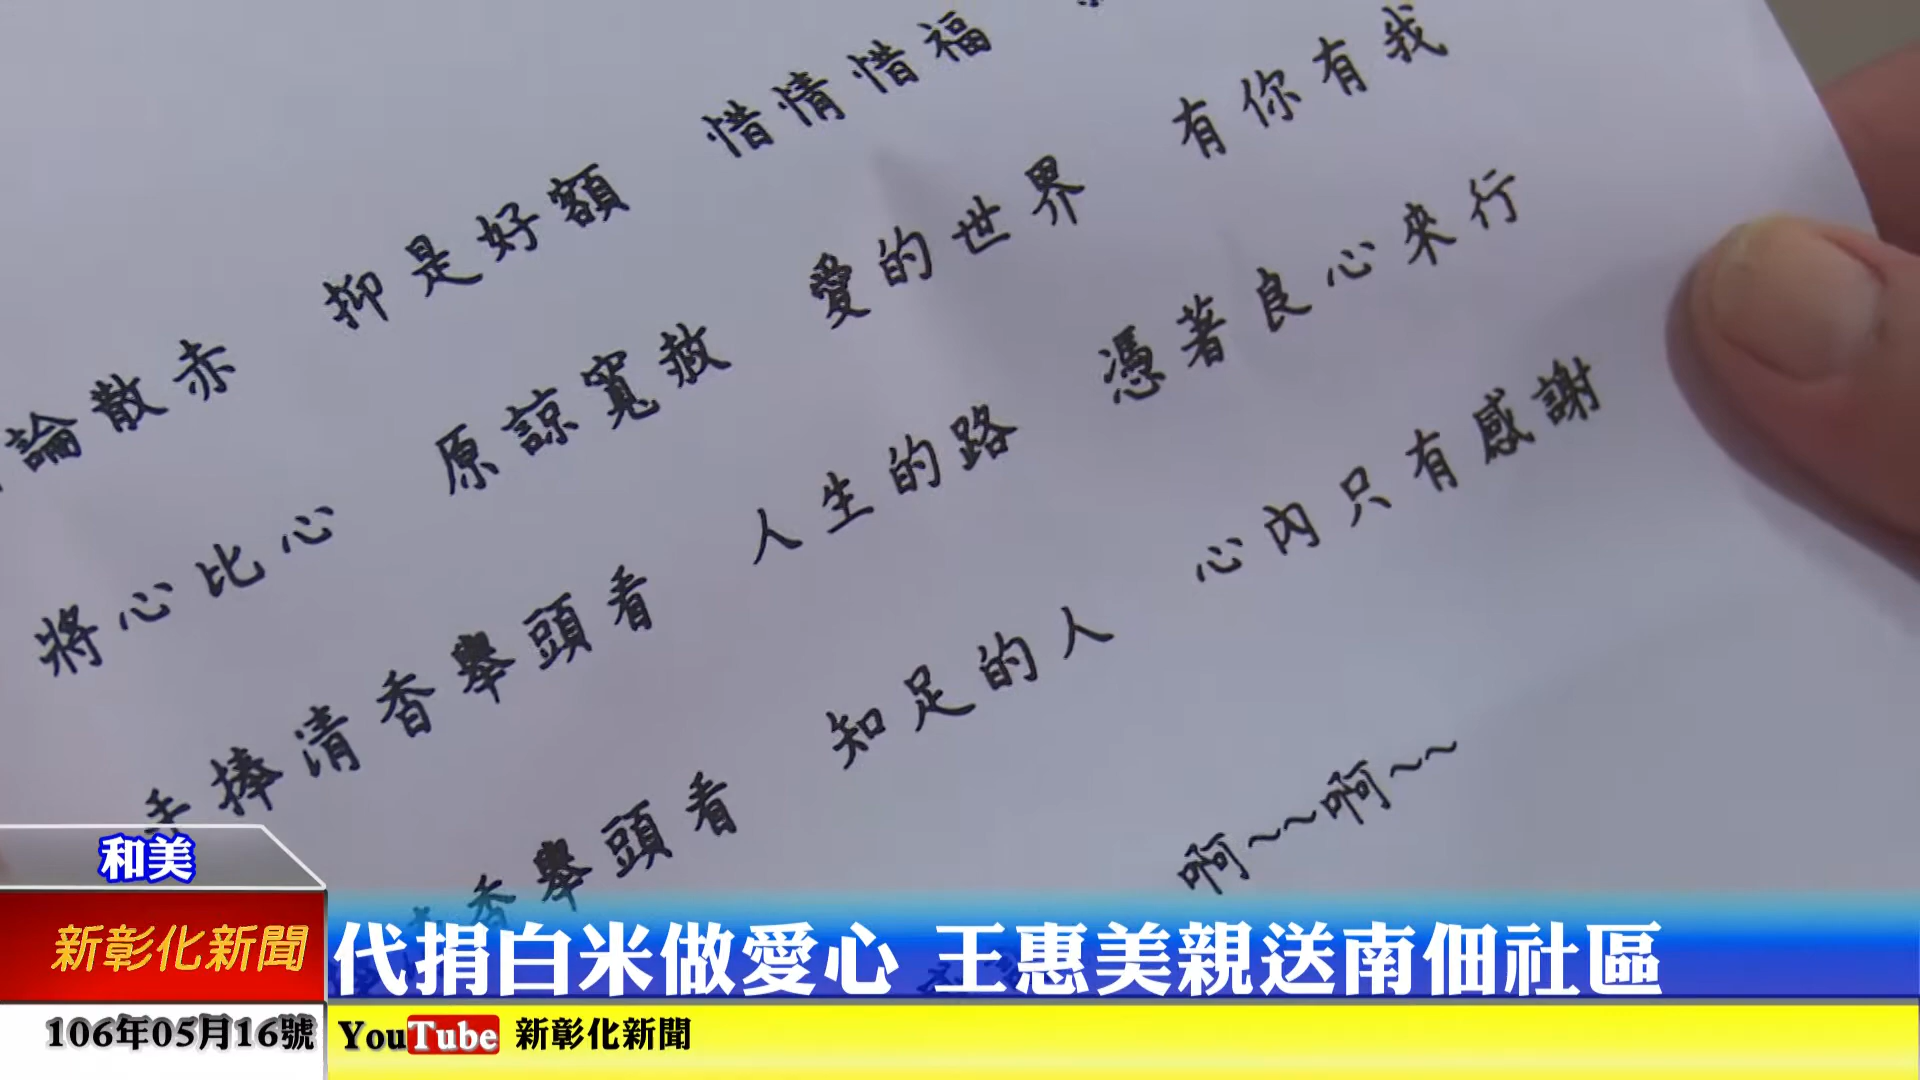 論散赤 抑是好額 惜情惜福
將心比心 原諒寬赦 愛的世界 有你有我
手捧清香舉頭看 人生的路 憑著良心來行
香舉頭看 知足的人 心內只有感謝
啊~~啊~~
和美
新彰化新聞
代捐白米做愛心 王惠美親送南佃社區
106年05月16號
YouTube 新彰化新聞